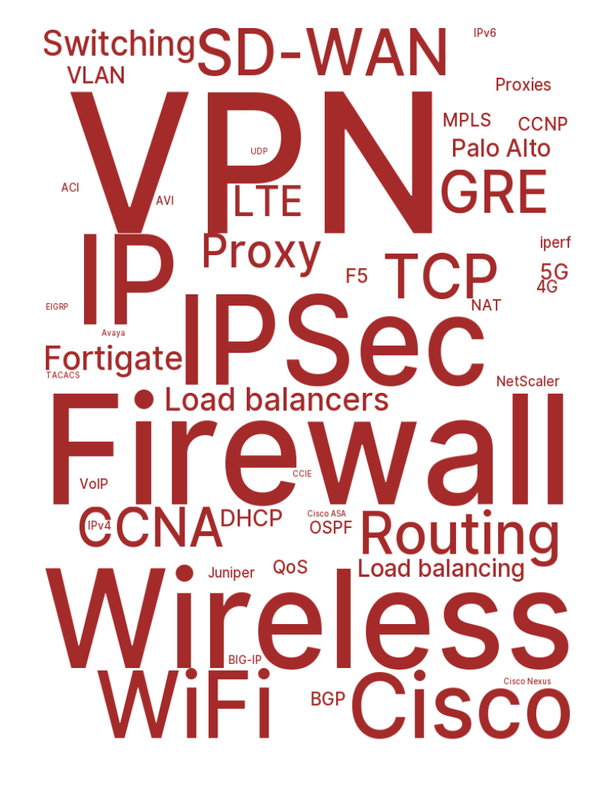 Switching
SD-WAN
IPv6
VLAN
Proxies
VPN
MPLS
CCNP
UDP
Palo Alto
ACI
AVI
LTE
GRE
IP
Proxy
iperf
F5
TCP
5G
4G
EIGRP
NAT
Avaya
IPSec
Fortigate
TACACS
NetScaler
Load balancers
Firewall
VoIP
CCIE
IPv4
CCNA
DHCP
Cisco ASA
OSPF
Routing
Juniper
QoS
Load balancing
Wireless
BIG-IP
WiFi
BGP
Cisco Nexus
Cisco